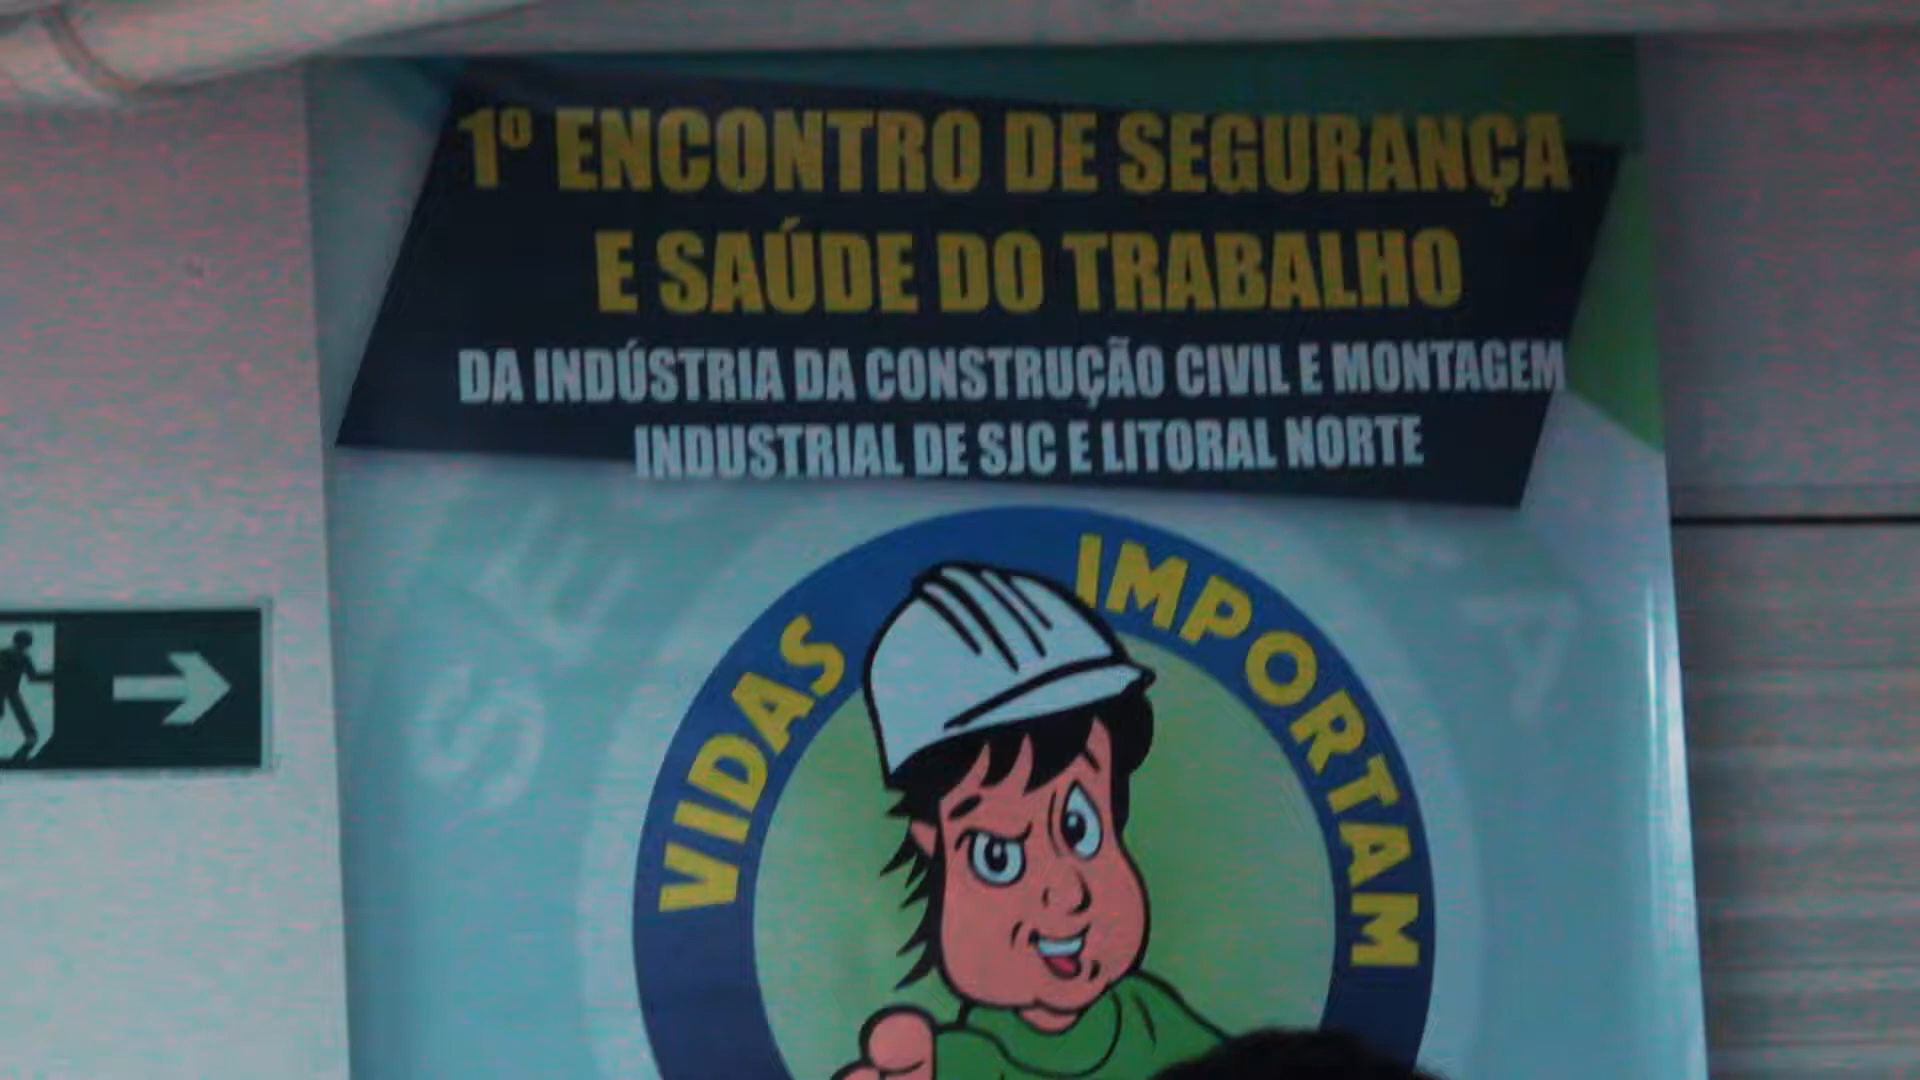 1º ENCONTRO DE SEGURANÇA
E SAÚDE DO TRABALHO
DA INDÚSTRIA DA CONSTRUÇÃO CIVIL E MONTAGEM
INDUSTRIAL DE SJC E LITORAL NORTE
VIDAS IMPORTAM